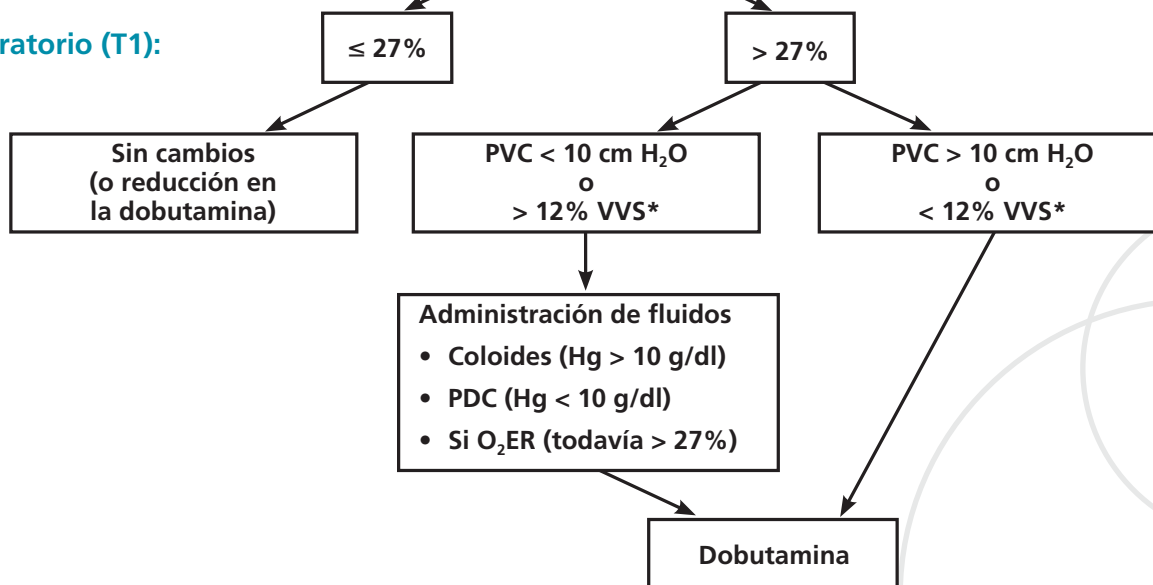 ratorio (T1):
≤ 27%
> 27%
Sin cambios
(o reducción en
la dobutamina)
PVC < 10 cm H₂O
o
> 12% VVS*
PVC > 10 cm H₂O
o
< 12% VVS*
Administración de fluidos
• Coloides (Hg > 10 g/dl)
• PDC (Hg < 10 g/dl)
• Si O₂ER (todavía > 27%)
Dobutamina